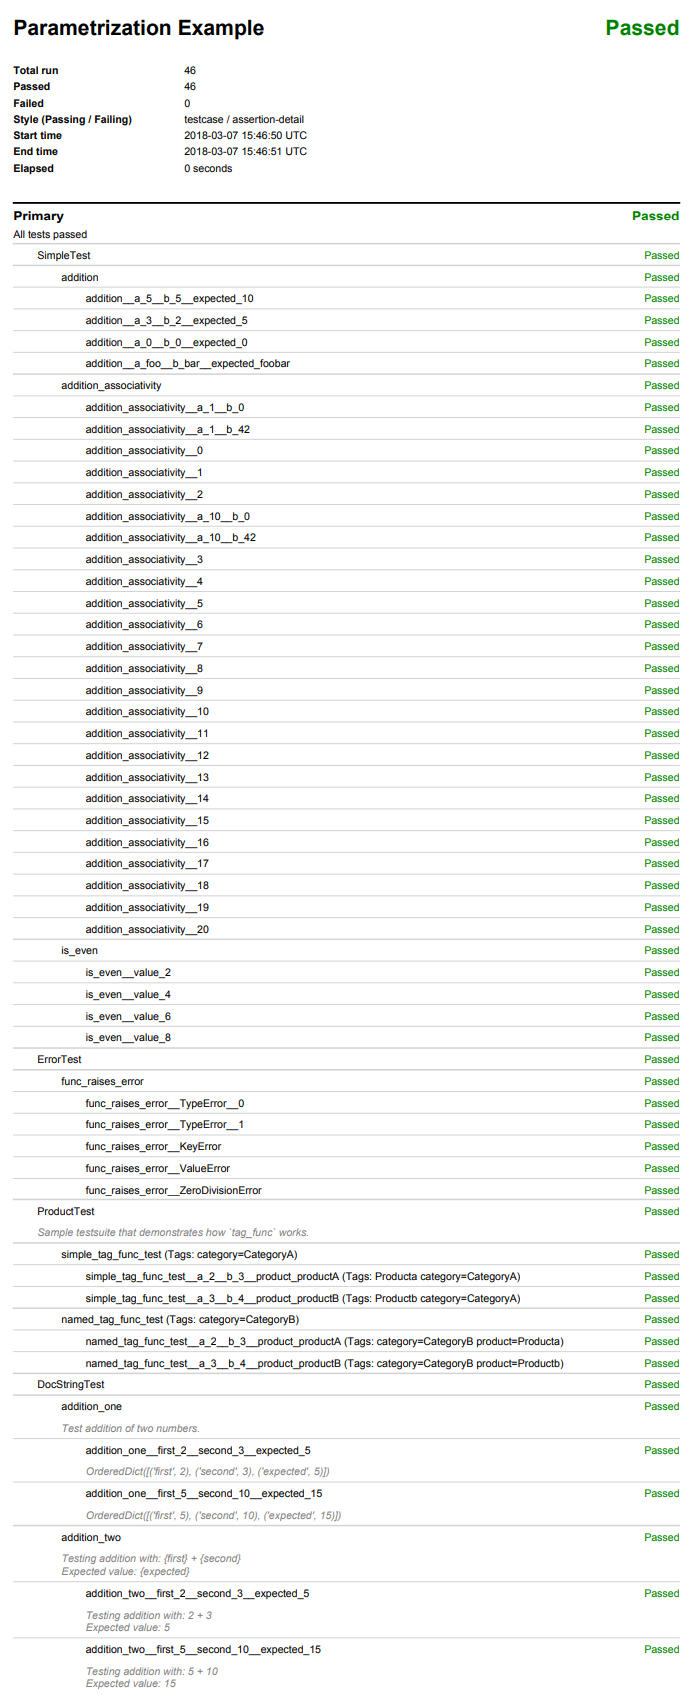 Parametrization Example Passed
Total run 46
Passed 46
Failed 0
Style (Passing / Failing) testcase / assertion-detail
Start time 2018-03-07 15:46:50 UTC
End time 2018-03-07 15:46:51 UTC
Elapsed 0 seconds
Primary Passed
All tests passed
SimpleTest Passed
addition Passed
addition__a_5__b_5__expected_10 Passed
addition__a_3__b_2__expected_5 Passed
addition__a_0__b_0__expected_0 Passed
addition__a_foo__b_bar__expected_foobar Passed
addition_associativity Passed
addition_associativity__a_1__b_0 Passed
addition_associativity__a_1__b_42 Passed
addition_associativity__0 Passed
addition_associativity__1 Passed
addition_associativity__2 Passed
addition_associativity__a_10__b_0 Passed
addition_associativity__a_10__b_42 Passed
addition_associativity__3 Passed
addition_associativity__4 Passed
addition_associativity__5 Passed
addition_associativity__6 Passed
addition_associativity__7 Passed
addition_associativity__8 Passed
addition_associativity__9 Passed
addition_associativity__10 Passed
addition_associativity__11 Passed
addition_associativity__12 Passed
addition_associativity__13 Passed
addition_associativity__14 Passed
addition_associativity__15 Passed
addition_associativity__16 Passed
addition_associativity__17 Passed
addition_associativity__18 Passed
addition_associativity__19 Passed
addition_associativity__20 Passed
is_even Passed
is_even__value_2 Passed
is_even__value_4 Passed
is_even__value_6 Passed
is_even__value_8 Passed
ErrorTest Passed
func_raises_error Passed
func_raises_error__TypeError__0 Passed
func_raises_error__TypeError__1 Passed
func_raises_error__KeyError Passed
func_raises_error__ValueError Passed
func_raises_error__ZeroDivisionError Passed
ProductTest Passed
Sample testsuite that demonstrates how `tag_func` works.
simple_tag_func_test (Tags: category=CategoryA) Passed
simple_tag_func_test__a_2__b_3__product_productA (Tags: Producta category=CategoryA) Passed
simple_tag_func_test__a_3__b_4__product_productB (Tags: Productb category=CategoryA) Passed
named_tag_func_test (Tags: category=CategoryB) Passed
named_tag_func_test__a_2__b_3__product_productA (Tags: category=CategoryB product=Producta) Passed
named_tag_func_test__a_3__b_4__product_productB (Tags: category=CategoryB product=Productb) Passed
DocStringTest Passed
addition_one Passed
Test addition of two numbers.
addition_one__first_2__second_3__expected_5 Passed
OrderedDict([('first', 2), ('second', 3), ('expected', 5)])
addition_one__first_5__second_10__expected_15 Passed
OrderedDict([('first', 5), ('second', 10), ('expected', 15)])
addition_two Passed
Testing addition with: {first} + {second}
Expected value: {expected}
addition_two__first_2__second_3__expected_5 Passed
Testing addition with: 2 + 3
Expected value: 5
addition_two__first_5__second_10__expected_15 Passed
Testing addition with: 5 + 10
Expected value: 15